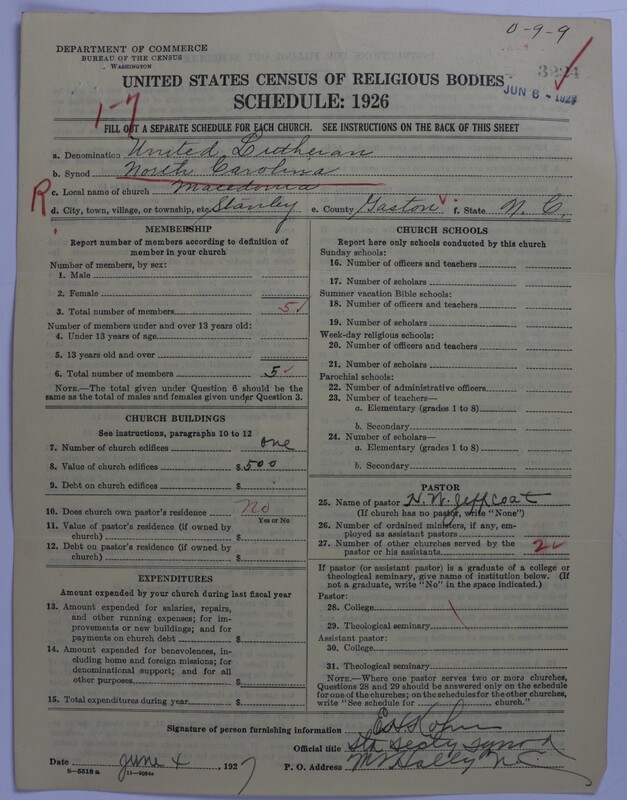 0-9-9
DEPARTMENT OF COMMERCE
BUREAU OF THE CENSUS
WASHINGTON
UNITED STATES CENSUS OF RELIGIOUS BODIES
SCHEDULE: 1926
JUN 6 - 1927
1-7
FILL OUT A SEPARATE SCHEDULE FOR EACH CHURCH. SEE INSTRUCTIONS ON THE BACK OF THIS SHEET
a. Denomination United Lutheran
b. Synod North Carolina
R
c. Local name of church Macedonia
d. City, town, village, or township, etc. Stanley e. County Gaston f. State N. C.
MEMBERSHIP
Report number of members according to definition of
member in your church
Number of members, by sex:
1. Male
2. Female
3. Total number of members 5
Number of members under and over 13 years old:
4. Under 13 years of age
5. 13 years old and over
6. Total number of members 5
NOTE.—The total given under Question 6 should be the
same as the total of males and females given under Question 3.
CHURCH BUILDINGS
See instructions, paragraphs 10 to 12
7. Number of church edifices one
8. Value of church edifices $ 500
9. Debt on church edifices $
10. Does church own pastor's residence No
Yes or No
11. Value of pastor's residence (if owned by
church) $
12. Debt on pastor's residence (if owned by
church) $
EXPENDITURES
Amount expended by your church during last fiscal year
13. Amount expended for salaries, repairs,
and other running expenses; for im-
provements or new buildings; and for
payments on church debt $
14. Amount expended for benevolences, in-
cluding home and foreign missions; for
denominational support; and for all
other purposes $
15. Total expenditures during year $
CHURCH SCHOOLS
Report here only schools conducted by this church
Sunday schools:
16. Number of officers and teachers
17. Number of scholars
Summer vacation Bible schools:
18. Number of officers and teachers
19. Number of scholars
Week-day religious schools:
20. Number of officers and teachers
21. Number of scholars
Parochial schools:
22. Number of administrative officers
23. Number of teachers—
a. Elementary (grades 1 to 8)
b. Secondary
24. Number of scholars—
a. Elementary (grades 1 to 8)
b. Secondary
PASTOR
25. Name of pastor H. W. Jeffcoat
(If church has no pastor, write "None")
26. Number of ordained ministers, if any, em-
ployed as assistant pastors
27. Number of other churches served by the
pastor or his assistants 2
If pastor (or assistant pastor) is a graduate of a college or
theological seminary, give name of institution below. (If
not a graduate, write "No" in the space indicated.)
Pastor:
28. College
29. Theological seminary
Assistant pastor:
30. College
31. Theological seminary
NOTE.—Where one pastor serves two or more churches,
Questions 28 and 29 should be answered only on the schedule
for one of the churches; on the schedules for the other churches,
write "See schedule for church."
Signature of person furnishing information
Official title Synod
Date June 4, 1927
P. O. Address Mt Holly N. C.
8-5518 a